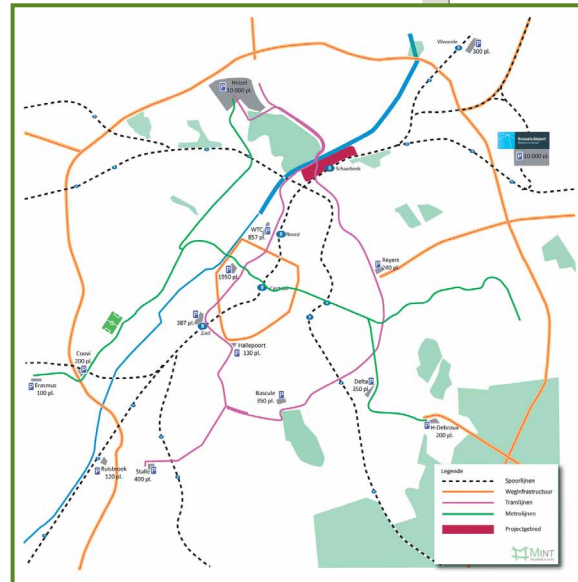 Vilvoorde
300 pl.
Heizel
10 000 pl.
Brussels Airport
10.000 pl.
Schaarbeek
WTC
857 pl.
Noord
Reyers
240 pl.
1950 pl.
Centraal
387 pl.
Zuid
Hallepoort
130 pl.
Coovi
200 pl.
Erasmus
100 pl.
Delta
350 pl.
Bascule
350 pl.
H-Debroux
200 pl.
Ruisbroek
120 pl.
Stalle
400 pl.
Legende
Spoorlijnen
Weginfrastructuur
Tramlijnen
Metrolijnen
Projectgebied
MINT